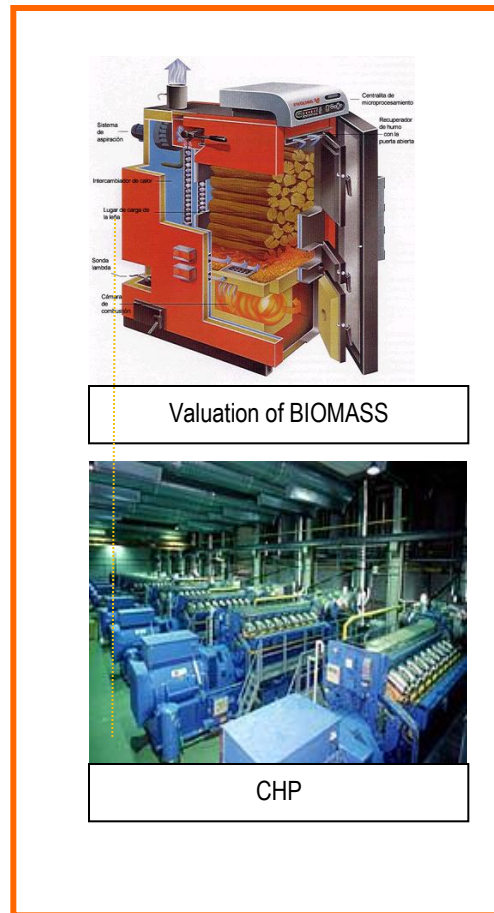 Centralita de
microprocesamiento
Recuperador
de humo
con la
puerta abierta
Sistema
de
aspiración
Intercambiador de calor
Lugar de carga de
la leña
Sonda
lambda
Cámara
de
combustión
Valuation of BIOMASS
CHP